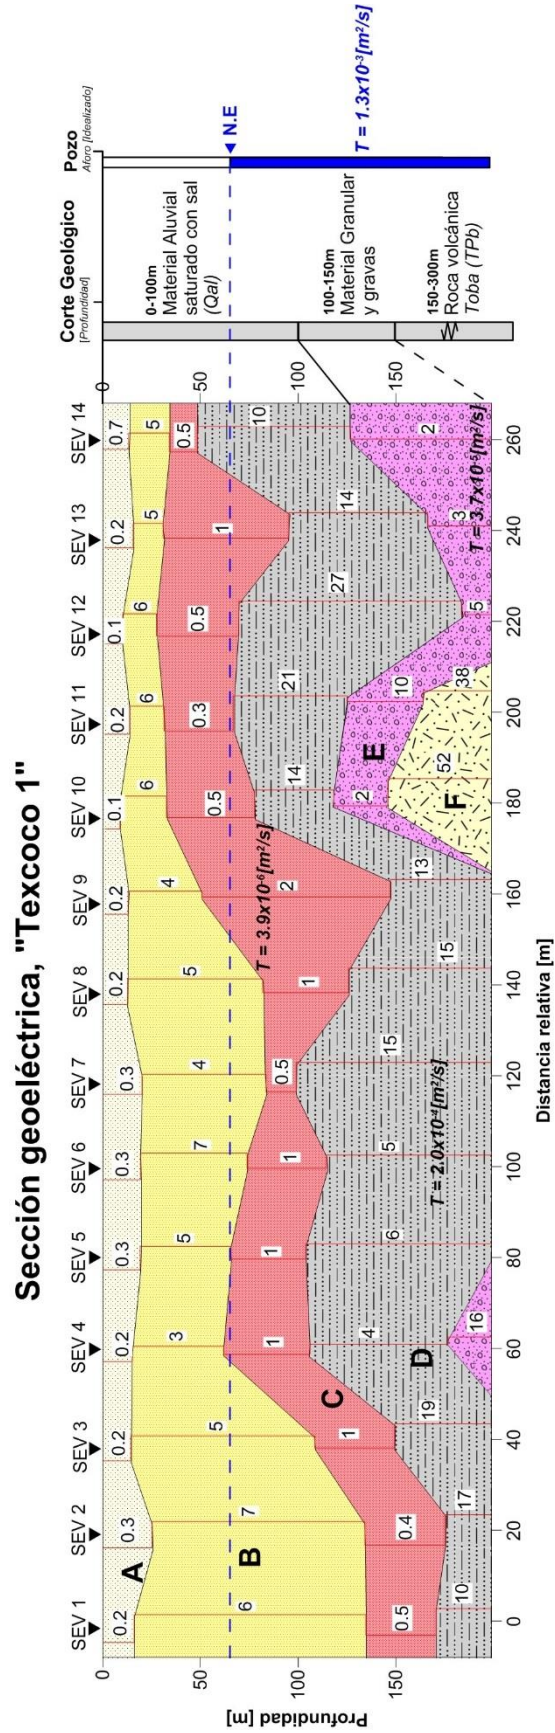 Sección geoeléctrica, "Texcoco 1"
SEV 1 SEV 2 SEV 3 SEV 4 SEV 5 SEV 6 SEV 7 SEV 8 SEV 9 SEV 10 SEV 11 SEV 12 SEV 13 SEV 14
0.2 0.3 0.2 0.2 0.3 0.3 0.3 0.2 0.2 0.1 0.2 0.1 0.2 0.7
A
6 7 5 3 5 7 4 5 4 6 6 6 5 5
B
0.5 0.4 1 1 1 1 0.5 1 2 0.5 0.3 0.5 1 0.5
C
T = 3.9x10⁻⁶[m²/s]
10 17 19 4 6 5 15 15 13 14 21 27 14 10
D
T = 2.0x10⁻⁴[m²/s]
16 2 10 5 3 2
E
T = 3.7x10⁻⁵[m²/s]
52 38
F
0
50
100
150
Profundidad [m]
0 20 40 60 80 100 120 140 160 180 200 220 240 260
Distancia relativa [m]
0
50
100
150
Corte Geológico
[Profundidad]
0-100m
Material Aluvial
saturado con sal
(Qal)
100-150m
Material Granular
y gravas
150-300m
Roca volcánica
Toba (TPb)
Pozo
Aforo [Idealizado]
N.E
T = 1.3x10⁻³[m²/s]